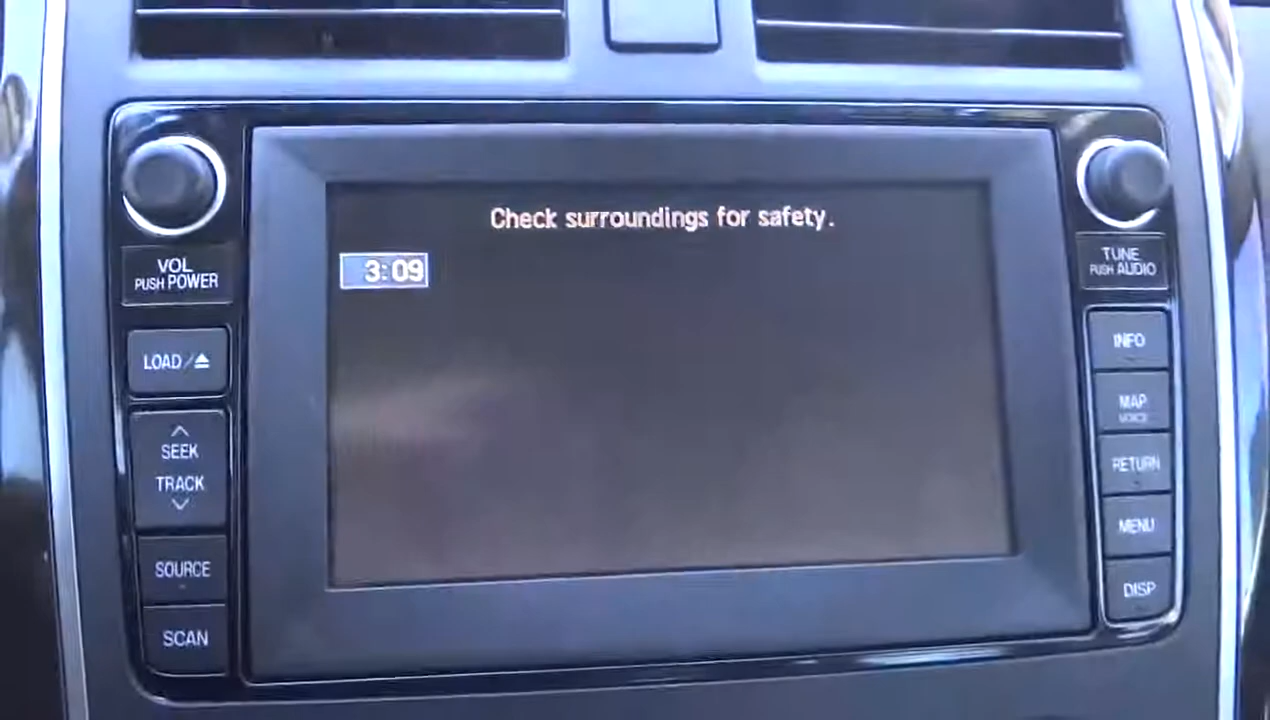 Check surroundings for safety.
3:09
VOL
PUSH POWER
LOAD/⏏
SEEK
TRACK
SOURCE
SCAN
TUNE
PUSH AUDIO
INFO
MAP
VOICE
RETURN
MENU
DISP